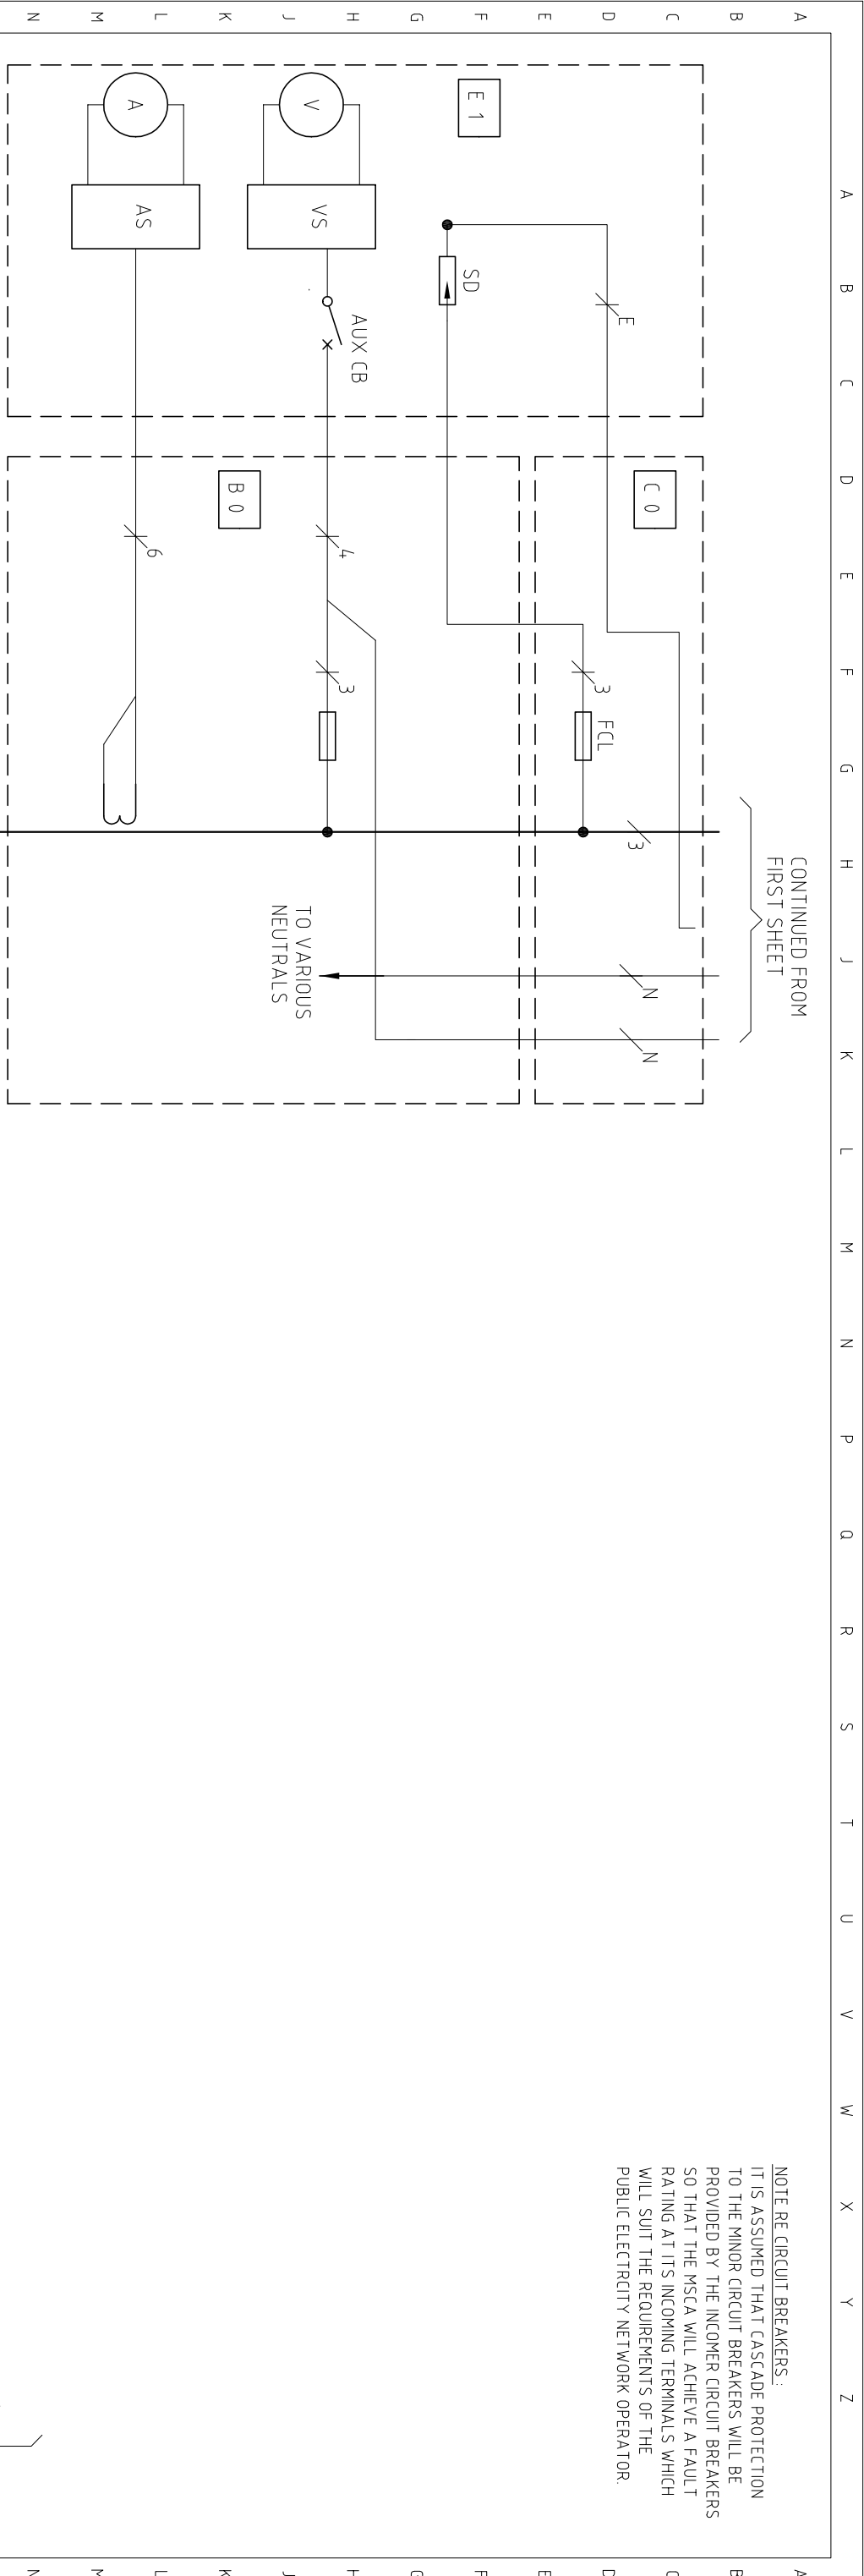 A B C D E F G H J K L M N P Q R S T U V W X Y Z
A
B
C
D
E
F
G
H
J
K
L
M
N
CONTINUED FROM
FIRST SHEET
NOTE RE CIRCUIT BREAKERS :
IT IS ASSUMED THAT CASCADE PROTECTION
TO THE MINOR CIRCUIT BREAKERS WILL BE
PROVIDED BY THE INCOMER CIRCUIT BREAKERS
SO THAT THE MSCA WILL ACHIEVE A FAULT
RATING AT ITS INCOMING TERMINALS WHICH
WILL SUIT THE REQUIREMENTS OF THE
PUBLIC ELECTRCITY NETWORK OPERATOR.
C 0
E
3
N
N
3
FCL
E 1
SD
AUX CB
V
VS
4
3
TO VARIOUS
NEUTRALS
B 0
A
AS
6
A
B
C
D
E
F
G
H
J
K
L
M
N